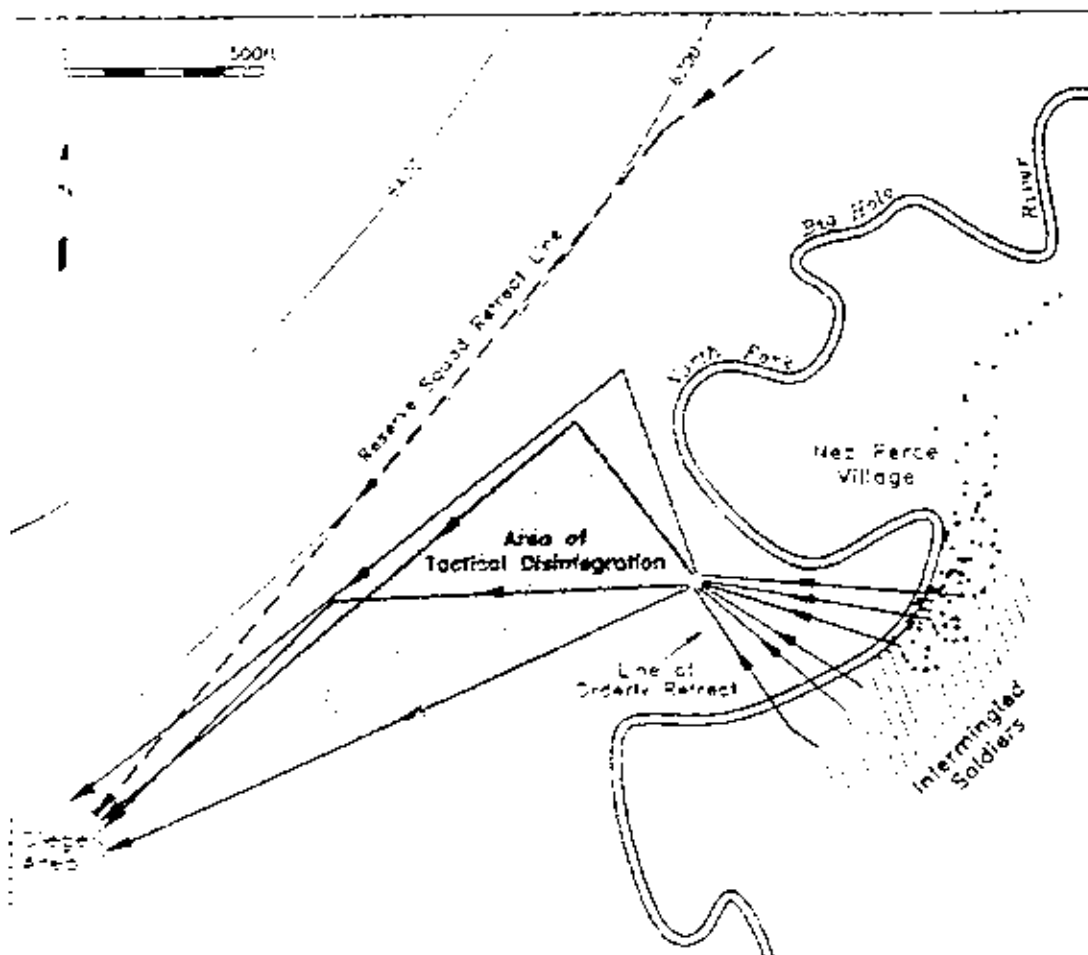 500ft
Big Hole
River
Reserve Squad Retreat Line
North Fork
Nez Perce
Village
Area of
Tactical Disintegration
Line of
Orderly Retreat
Intermingled
Soldiers
Siege
Area